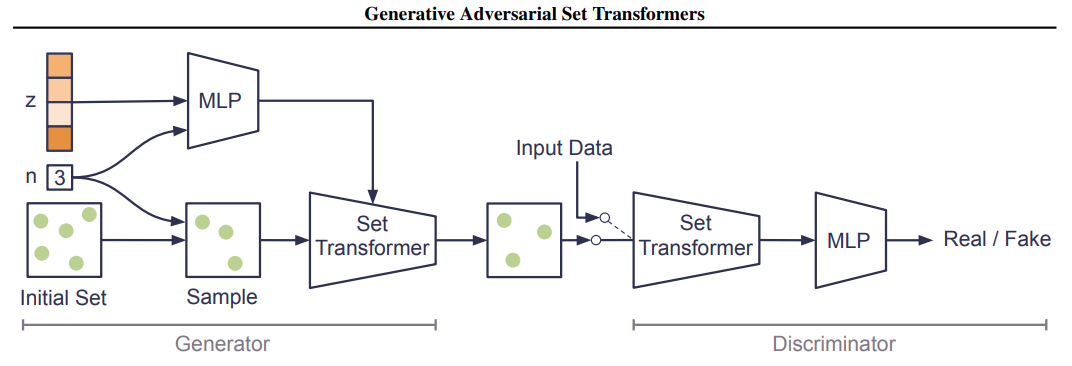 Generative Adversarial Set Transformers
z
MLP
n 3
Input Data
Set
Transformer
Set
Transformer
MLP
Real / Fake
Initial Set
Sample
Generator
Discriminator